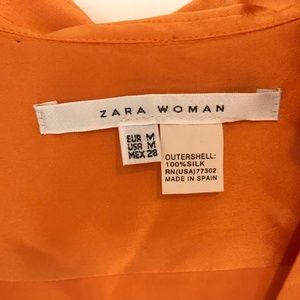 ZARA WOMAN
EUR M
USA M
MEX 28
OUTERSHELL:
100%SILK
RN(USA)77302
MADE IN SPAIN